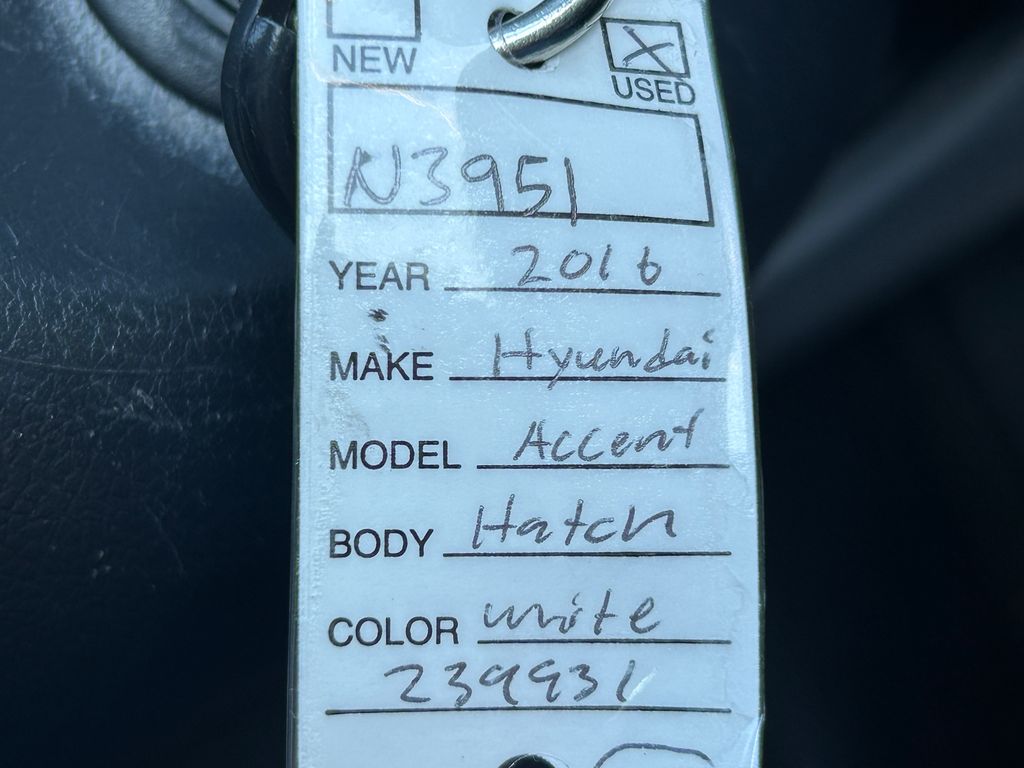 NEW USED
N3951
YEAR 2016
MAKE Hyundai
MODEL Accent
BODY Hatch
COLOR white
239931